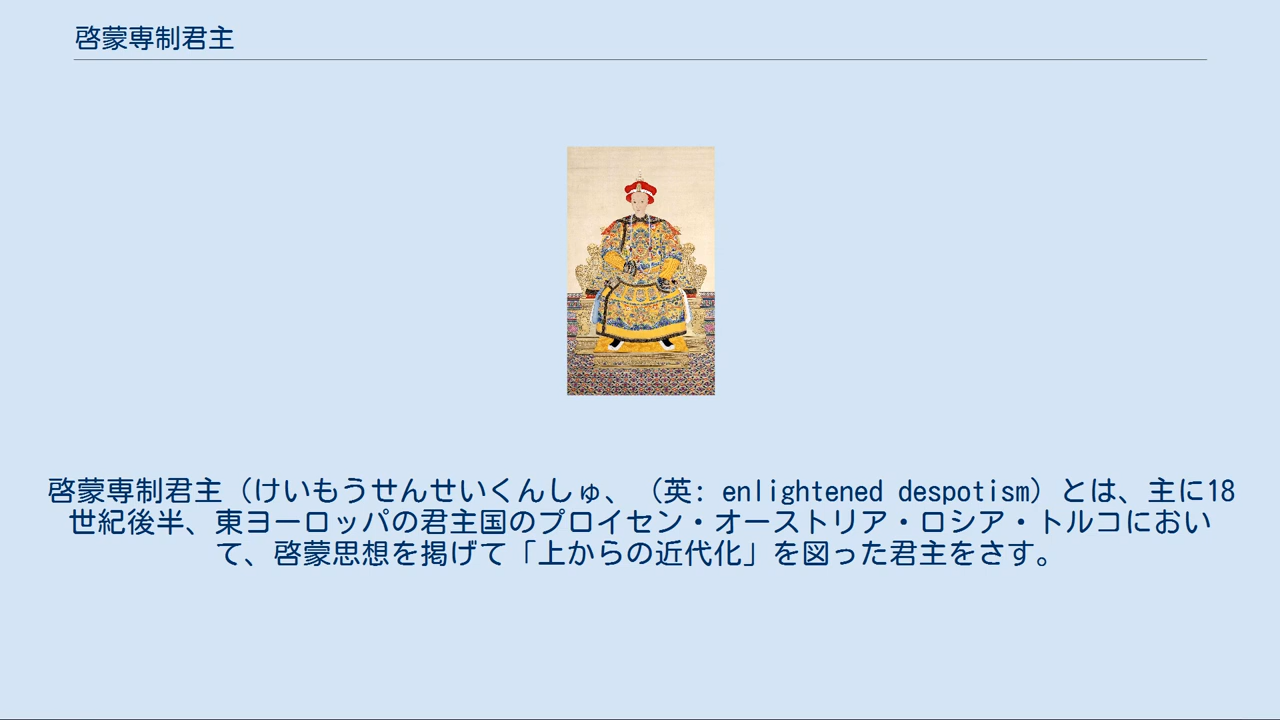 啓蒙専制君主
啓蒙専制君主（けいもうせんせいくんしゅ、（英: enlightened despotism）とは、主に18
世紀後半、東ヨーロッパの君主国のプロイセン・オーストリア・ロシア・トルコにおい
て、啓蒙思想を掲げて「上からの近代化」を図った君主をさす。